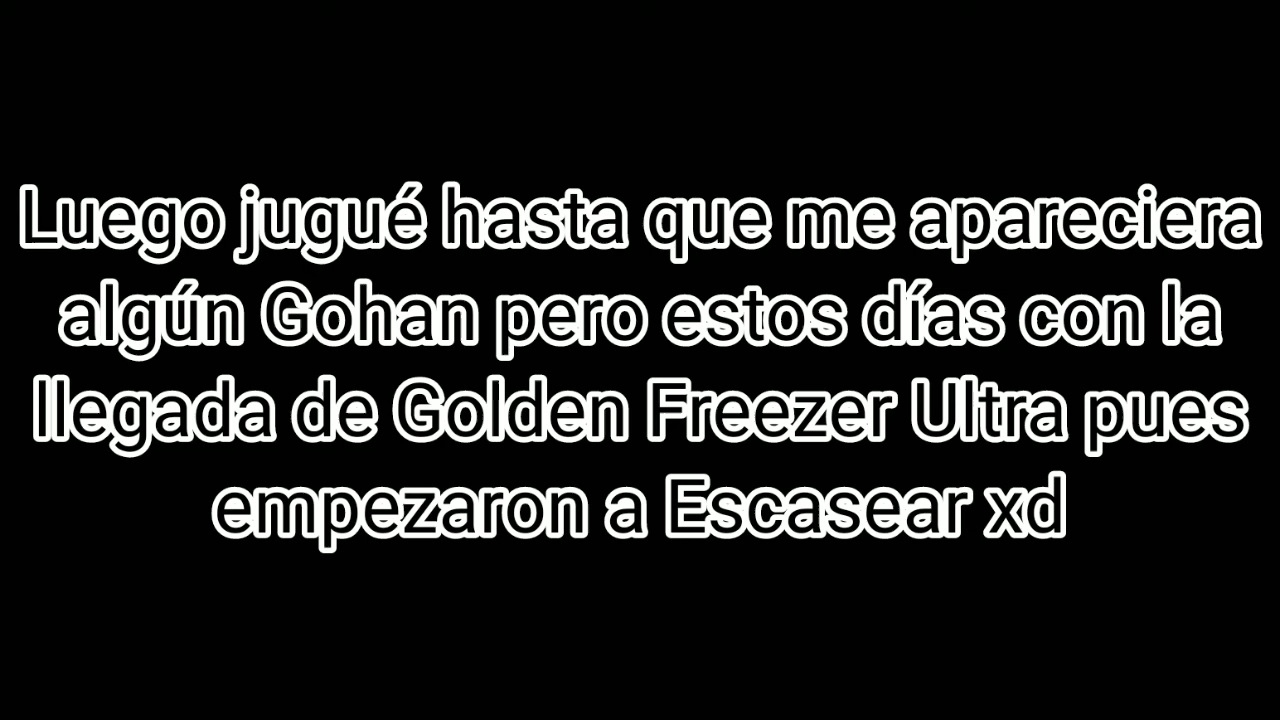 Luego jugué hasta que me apareciera
algún Gohan pero estos días con la
llegada de Golden Freezer Ultra pues
empezaron a Escasear xd